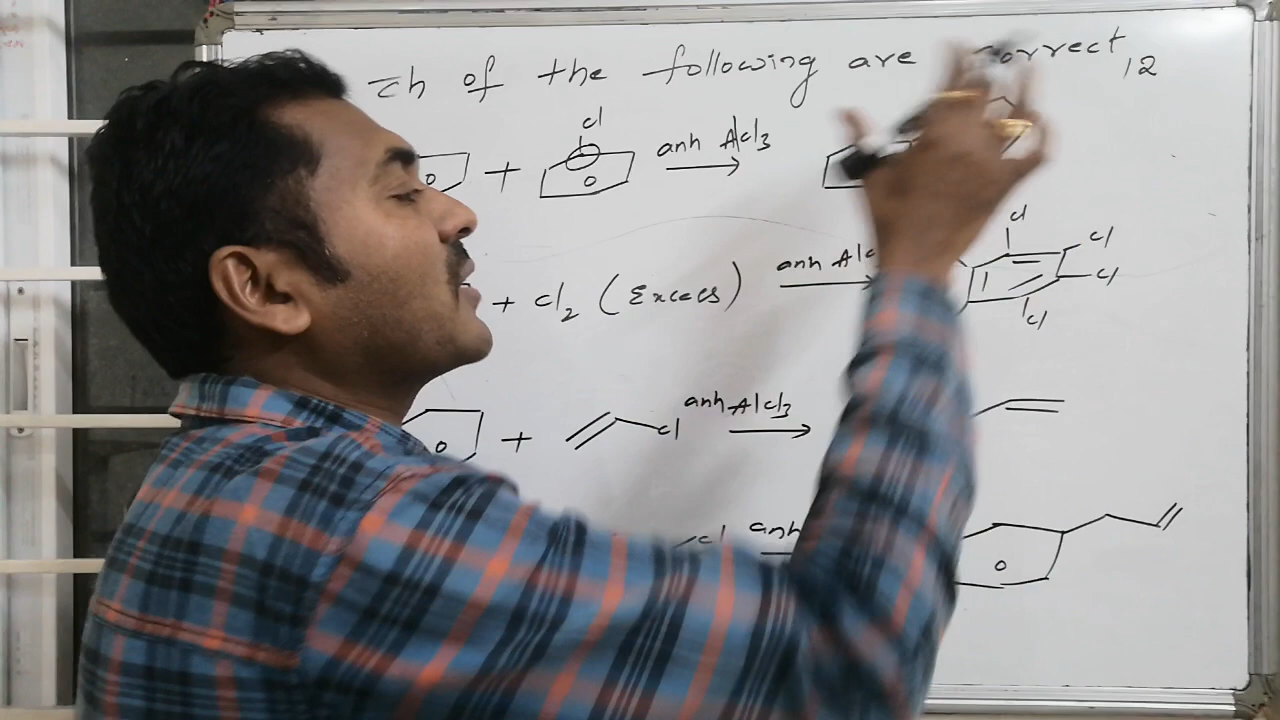 ch of the following are correct, 12
Cl
+ anh AlCl3
+ Cl2 (Excess) anh Alc
Cl
Cl
Cl
Cl
+ Cl anh AlCl3
Cl anh